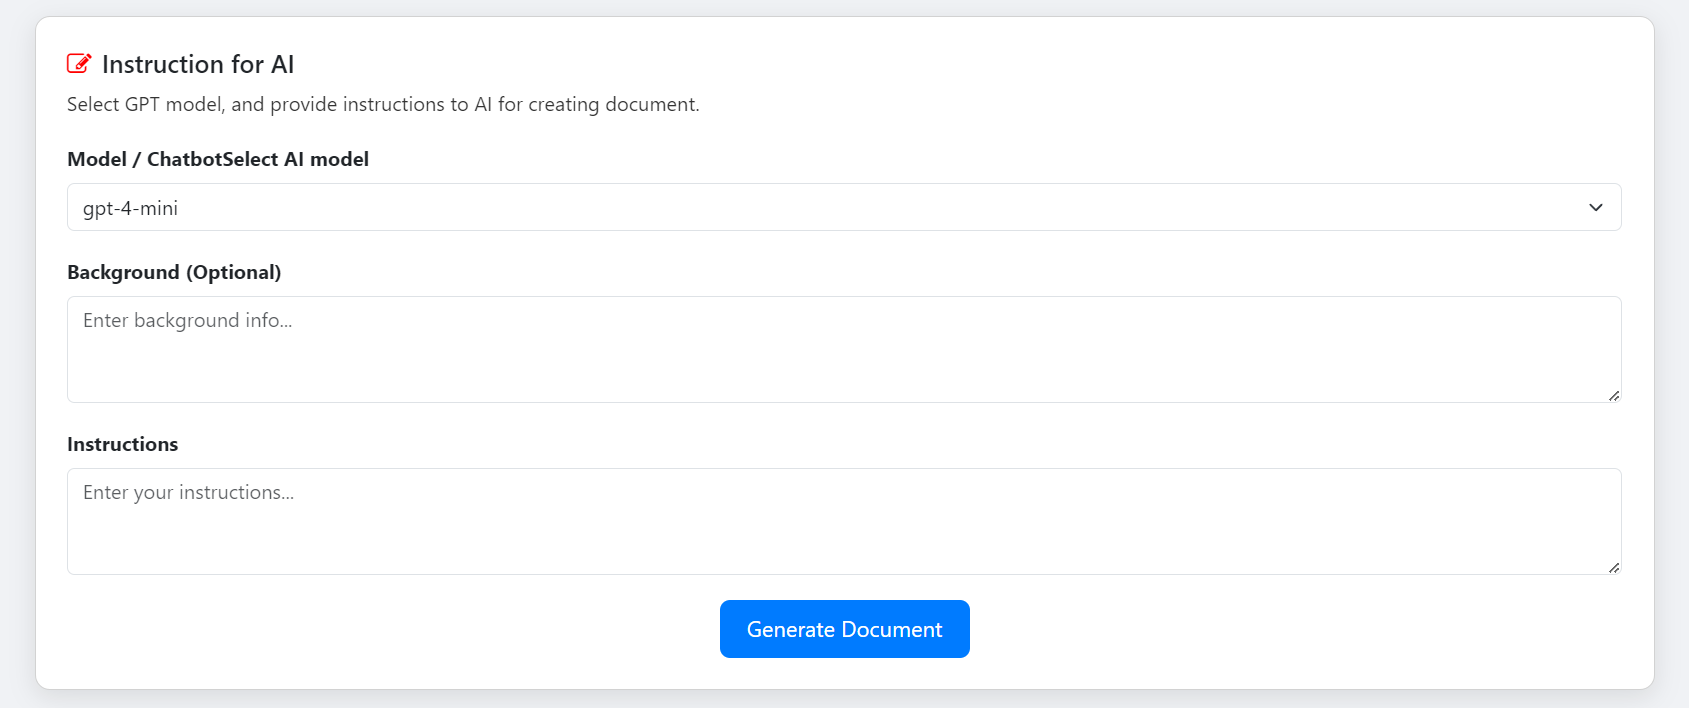 Instruction for AI
Select GPT model, and provide instructions to AI for creating document.
Model / ChatbotSelect AI model
gpt-4-mini
Background (Optional)
Enter background info...
Instructions
Enter your instructions...
Generate Document